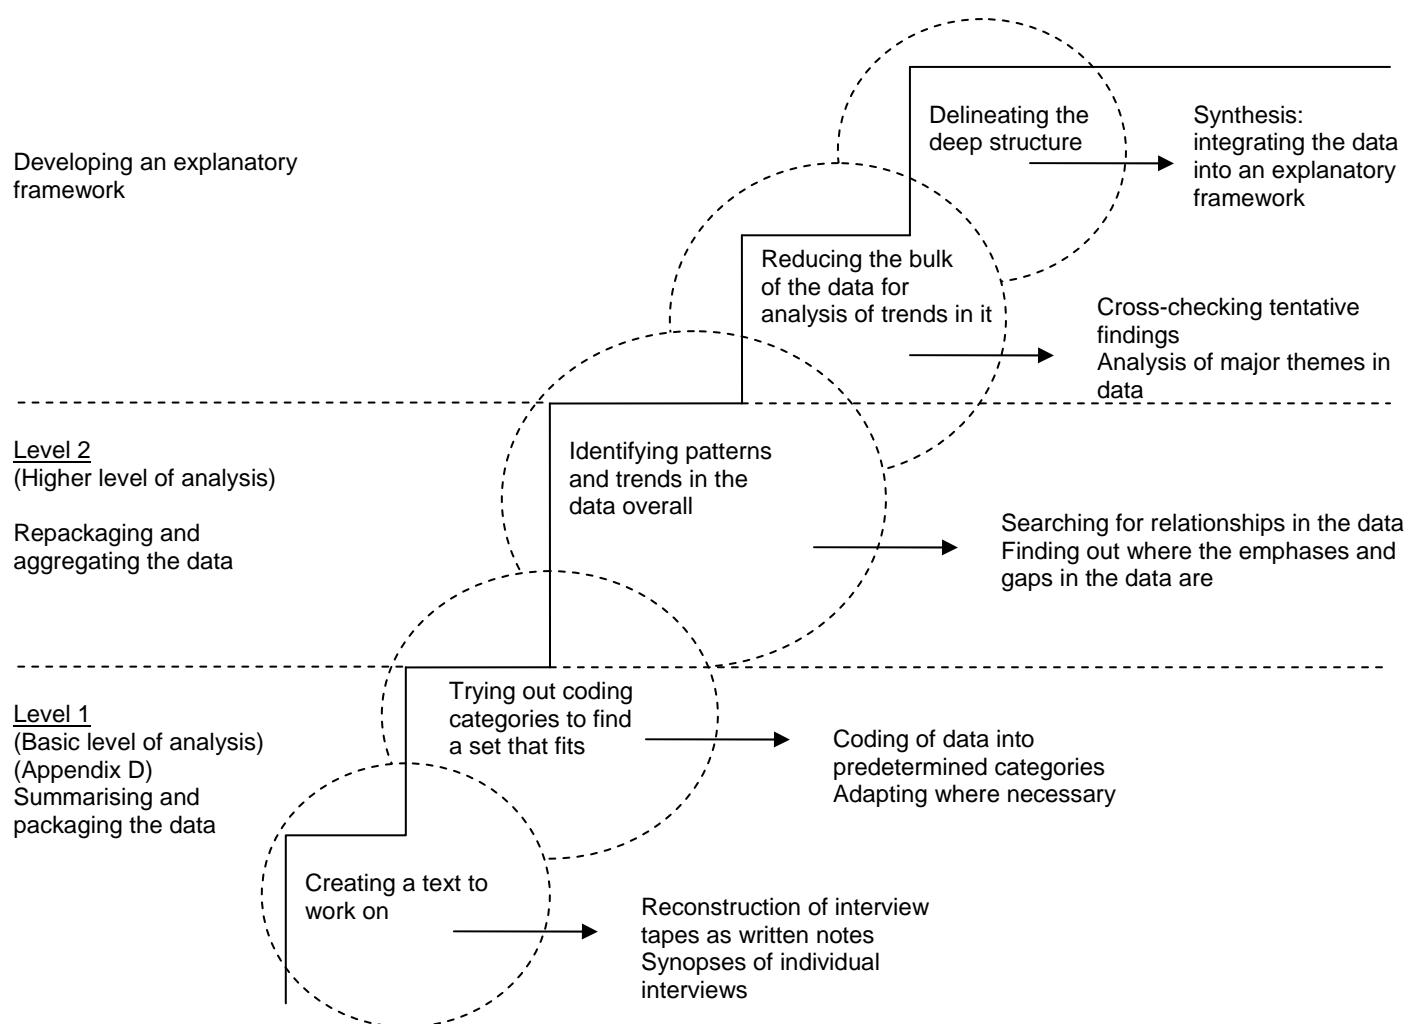 Delineating the
deep structure
Synthesis:
integrating the data
into an explanatory
framework
Developing an explanatory
framework
Reducing the bulk
of the data for
analysis of trends in it
Cross-checking tentative
findings
Analysis of major themes in
data
Level 2
(Higher level of analysis)
Repackaging and
aggregating the data
Identifying patterns
and trends in the
data overall
Searching for relationships in the data
Finding out where the emphases and
gaps in the data are
Level 1
(Basic level of analysis)
(Appendix D)
Summarising and
packaging the data
Trying out coding
categories to find
a set that fits
Coding of data into
predetermined categories
Adapting where necessary
Creating a text to
work on
Reconstruction of interview
tapes as written notes
Synopses of individual
interviews